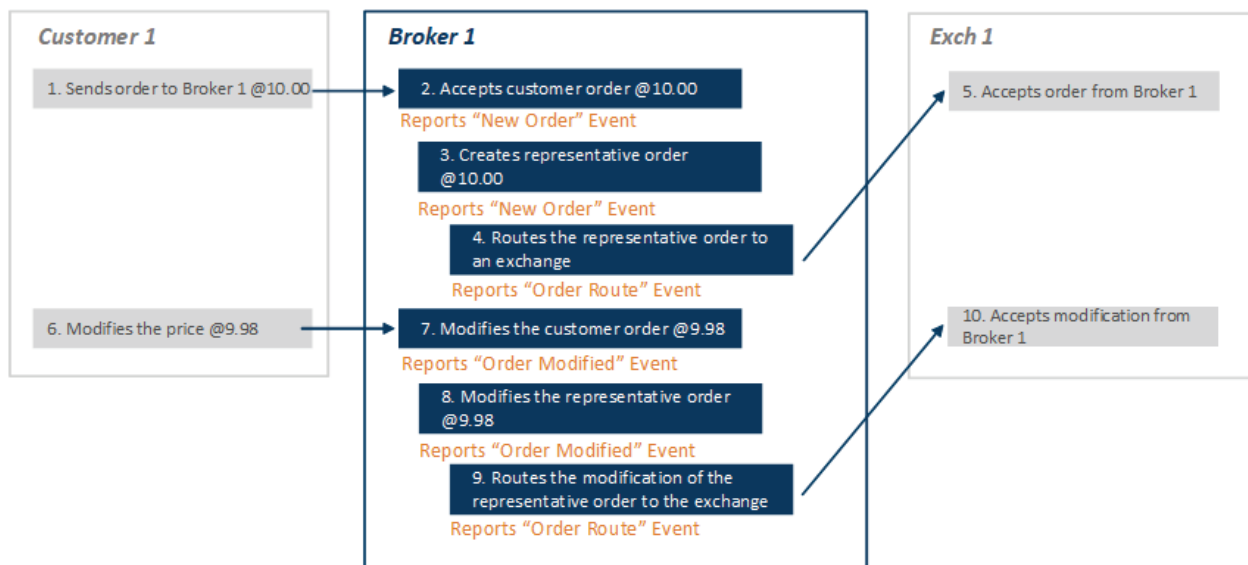 Customer 1
1. Sends order to Broker 1 @10.00
6. Modifies the price @9.98
Broker 1
2. Accepts customer order @10.00
Reports “New Order” Event
3. Creates representative order
@10.00
Reports “New Order” Event
4. Routes the representative order to
an exchange
Reports “Order Route” Event
7. Modifies the customer order @9.98
Reports “Order Modified” Event
8. Modifies the representative order
@9.98
Reports “Order Modified” Event
9. Routes the modification of the
representative order to the exchange
Reports “Order Route” Event
Exch 1
5. Accepts order from Broker 1
10. Accepts modification from
Broker 1